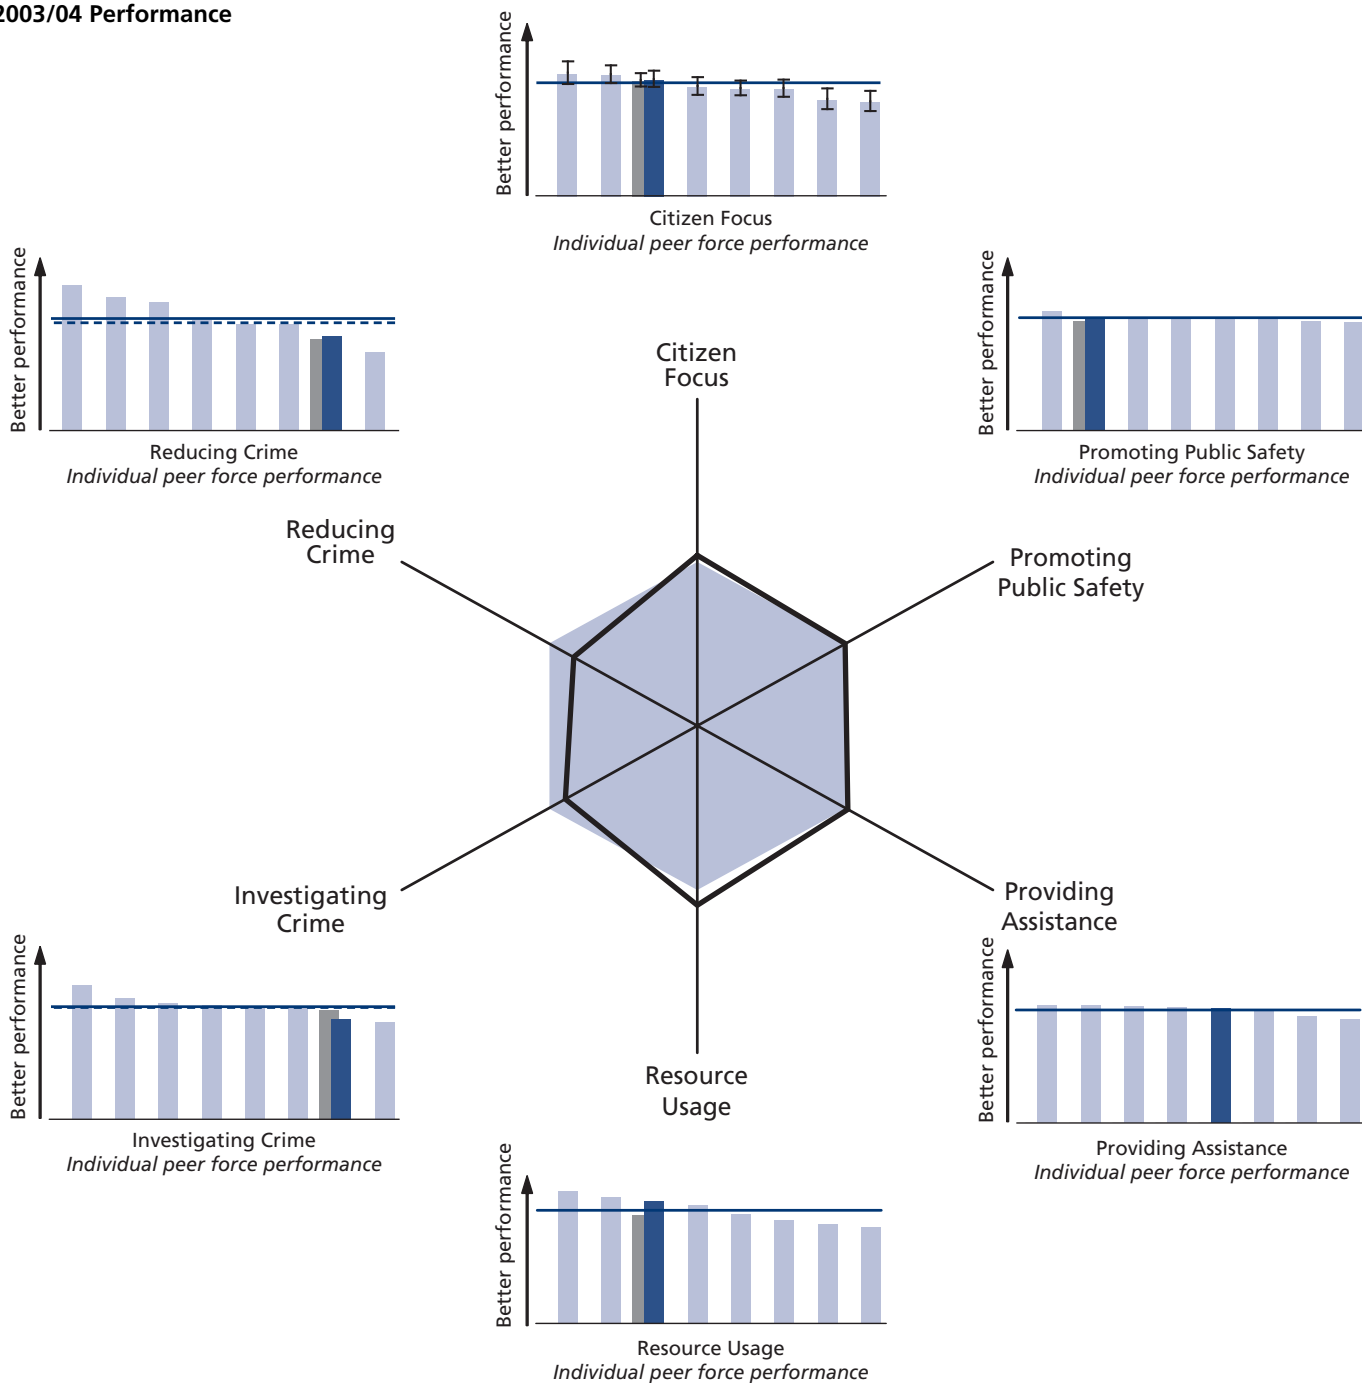 2003/04 Performance
Better performance
Citizen Focus
Individual peer force performance
Better performance
Reducing Crime
Individual peer force performance
Better performance
Promoting Public Safety
Individual peer force performance
Citizen
Focus
Reducing
Crime
Promoting
Public Safety
Investigating
Crime
Providing
Assistance
Resource
Usage
Better performance
Investigating Crime
Individual peer force performance
Better performance
Providing Assistance
Individual peer force performance
Better performance
Resource Usage
Individual peer force performance